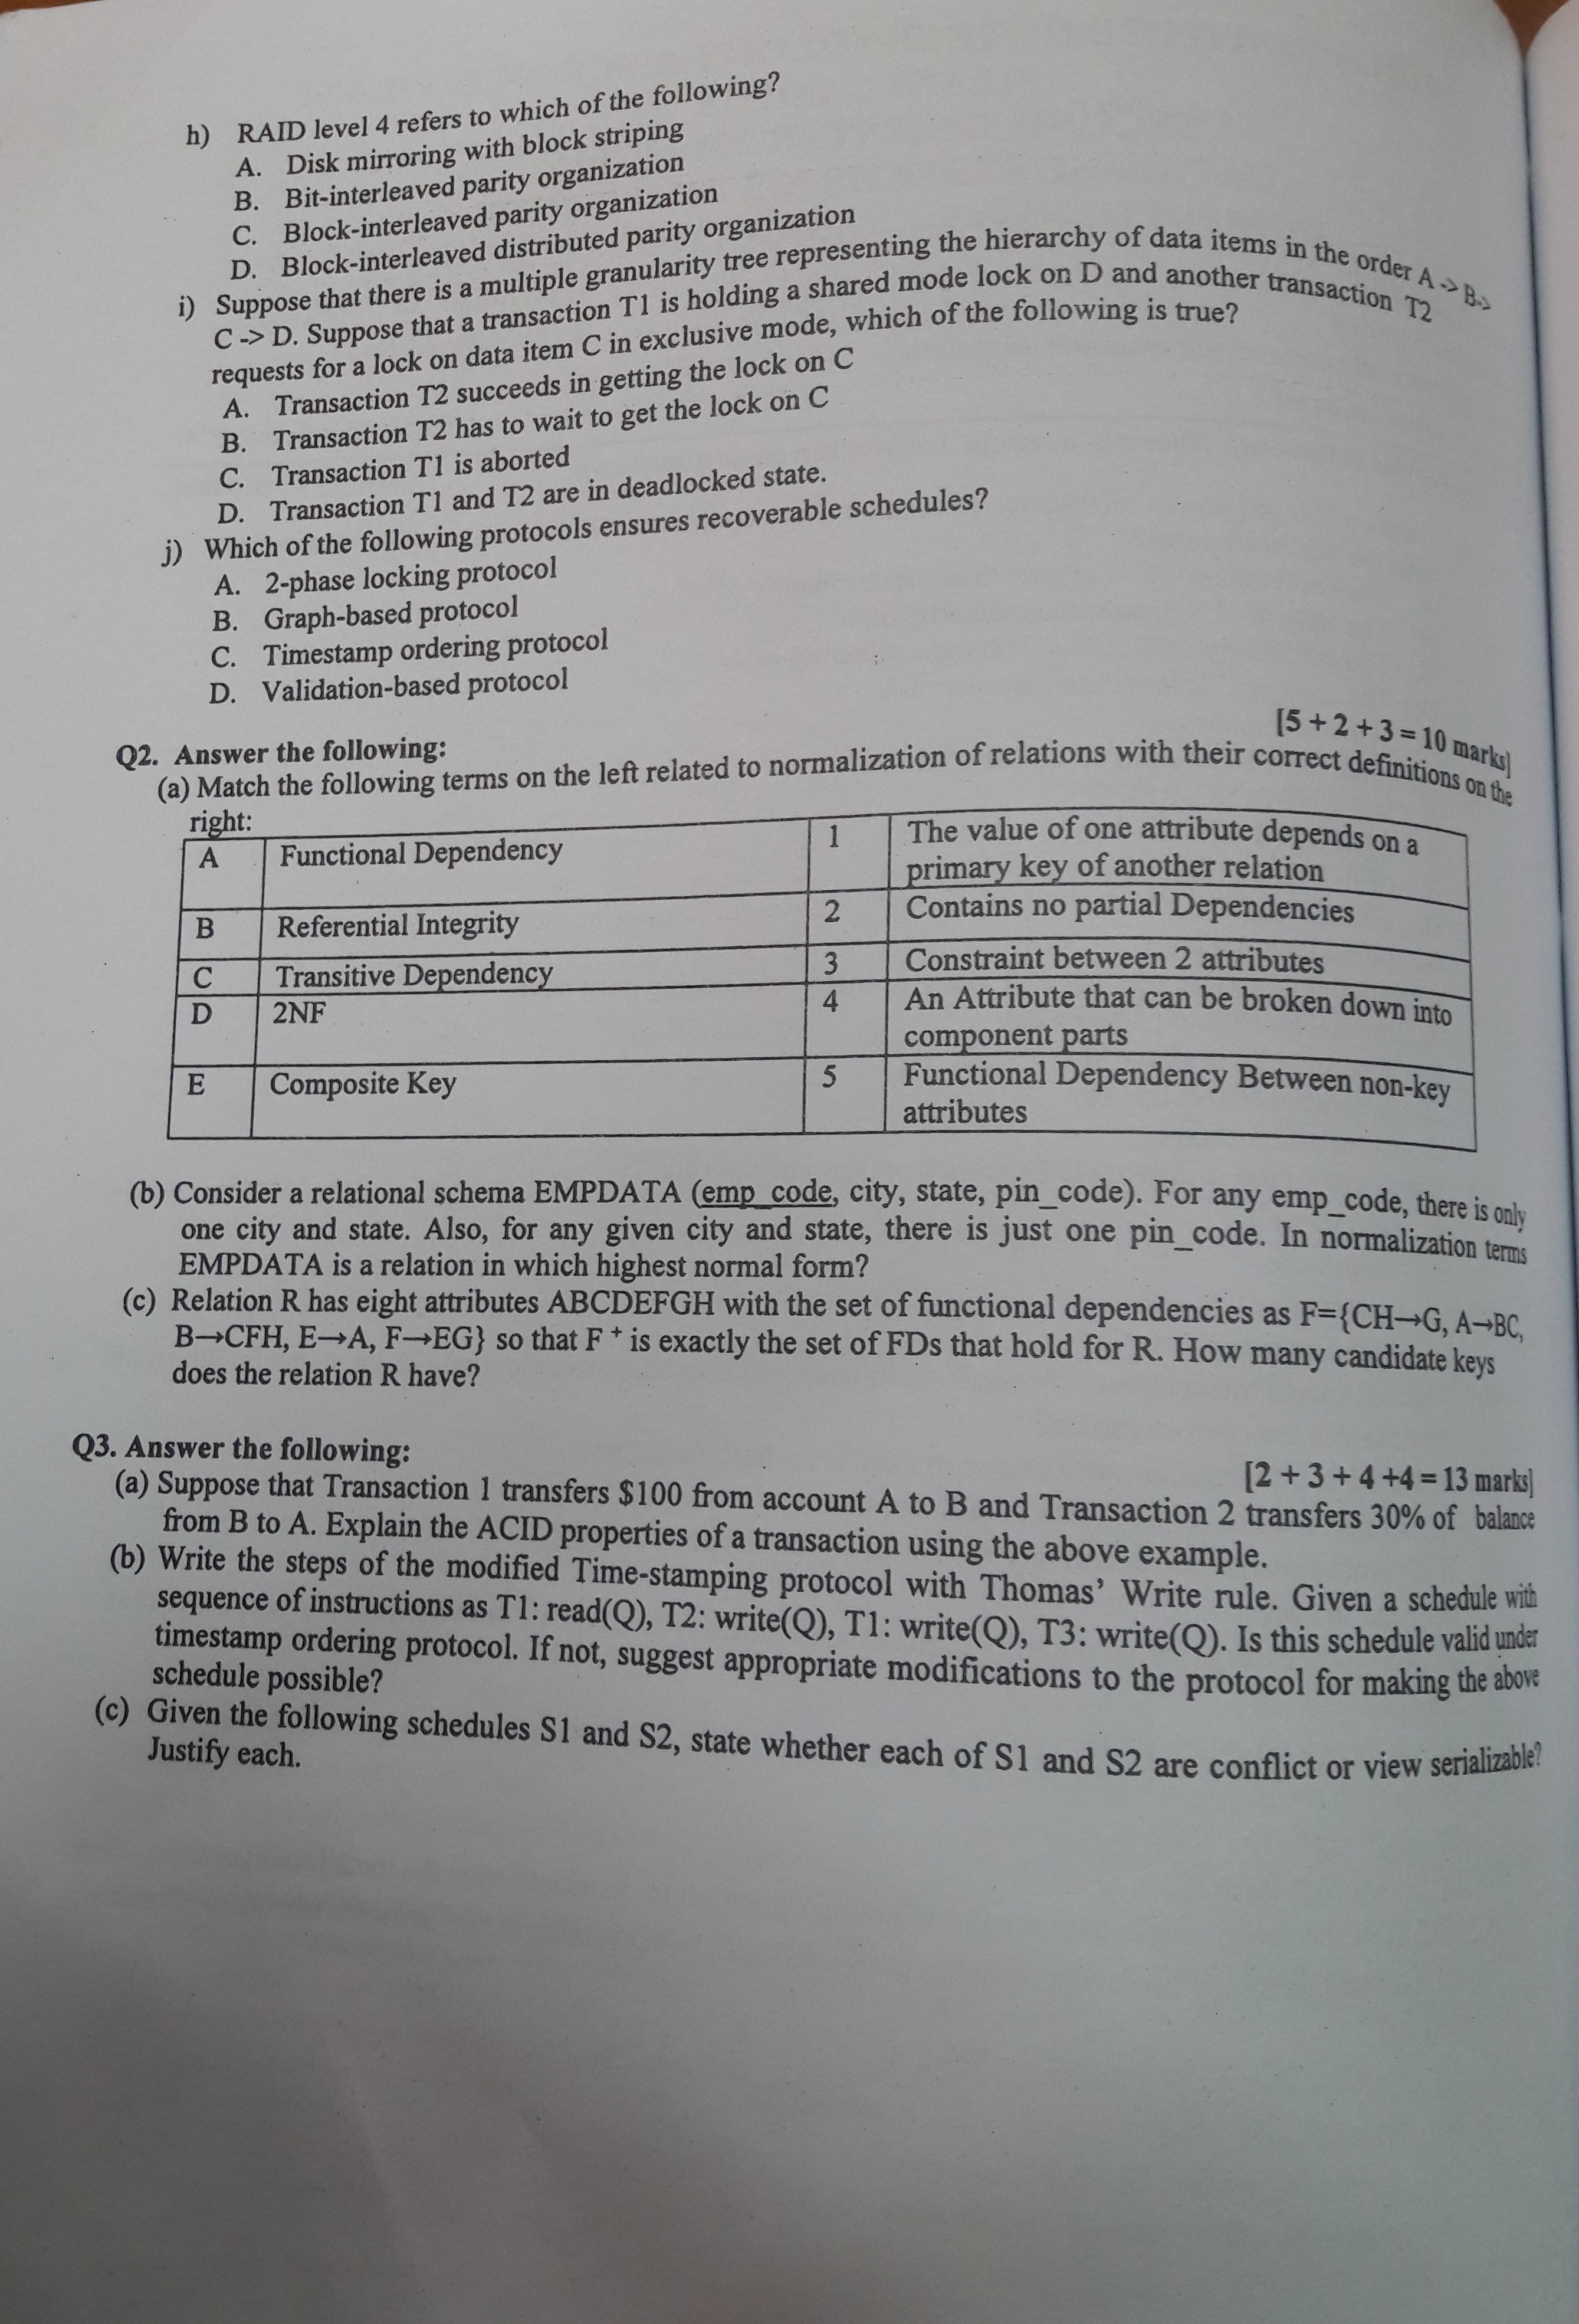 h) RAID level 4 refers to which of the following?
A. Disk mirroring with block striping
B. Bit-interleaved parity organization
C. Block-interleaved parity organization
D. Block-interleaved distributed parity organization
i) Suppose that there is a multiple granularity tree representing the hierarchy of data items in the order A -> B->
C -> D. Suppose that a transaction T1 is holding a shared mode lock on D and another transaction T2
requests for a lock on data item C in exclusive mode, which of the following is true?
A. Transaction T2 succeeds in getting the lock on C
B. Transaction T2 has to wait to get the lock on C
C. Transaction T1 is aborted
D. Transaction T1 and T2 are in deadlocked state.
j) Which of the following protocols ensures recoverable schedules?
A. 2-phase locking protocol
B. Graph-based protocol
C. Timestamp ordering protocol
D. Validation-based protocol
[5 + 2 + 3 = 10 marks]
Q2. Answer the following:
(a) Match the following terms on the left related to normalization of relations with their correct definitions on the
right:
A Functional Dependency 1 The value of one attribute depends on a
primary key of another relation
B Referential Integrity 2 Contains no partial Dependencies
C Transitive Dependency 3 Constraint between 2 attributes
D 2NF 4 An Attribute that can be broken down into
component parts
E Composite Key 5 Functional Dependency Between non-key
attributes
(b) Consider a relational schema EMPDATA (emp_code, city, state, pin_code). For any emp_code, there is only
one city and state. Also, for any given city and state, there is just one pin_code. In normalization terms
EMPDATA is a relation in which highest normal form?
(c) Relation R has eight attributes ABCDEFGH with the set of functional dependencies as F={CH→G, A→BC,
B→CFH, E→A, F→EG} so that F + is exactly the set of FDs that hold for R. How many candidate keys
does the relation R have?
Q3. Answer the following:
[2 + 3 + 4 +4 = 13 marks]
(a) Suppose that Transaction 1 transfers $100 from account A to B and Transaction 2 transfers 30% of balance
from B to A. Explain the ACID properties of a transaction using the above example.
(b) Write the steps of the modified Time-stamping protocol with Thomas' Write rule. Given a schedule with
sequence of instructions as T1: read(Q), T2: write(Q), T1: write(Q), T3: write(Q). Is this schedule valid under
timestamp ordering protocol. If not, suggest appropriate modifications to the protocol for making the above
schedule possible?
(c) Given the following schedules S1 and S2, state whether each of S1 and S2 are conflict or view serializable?
Justify each.